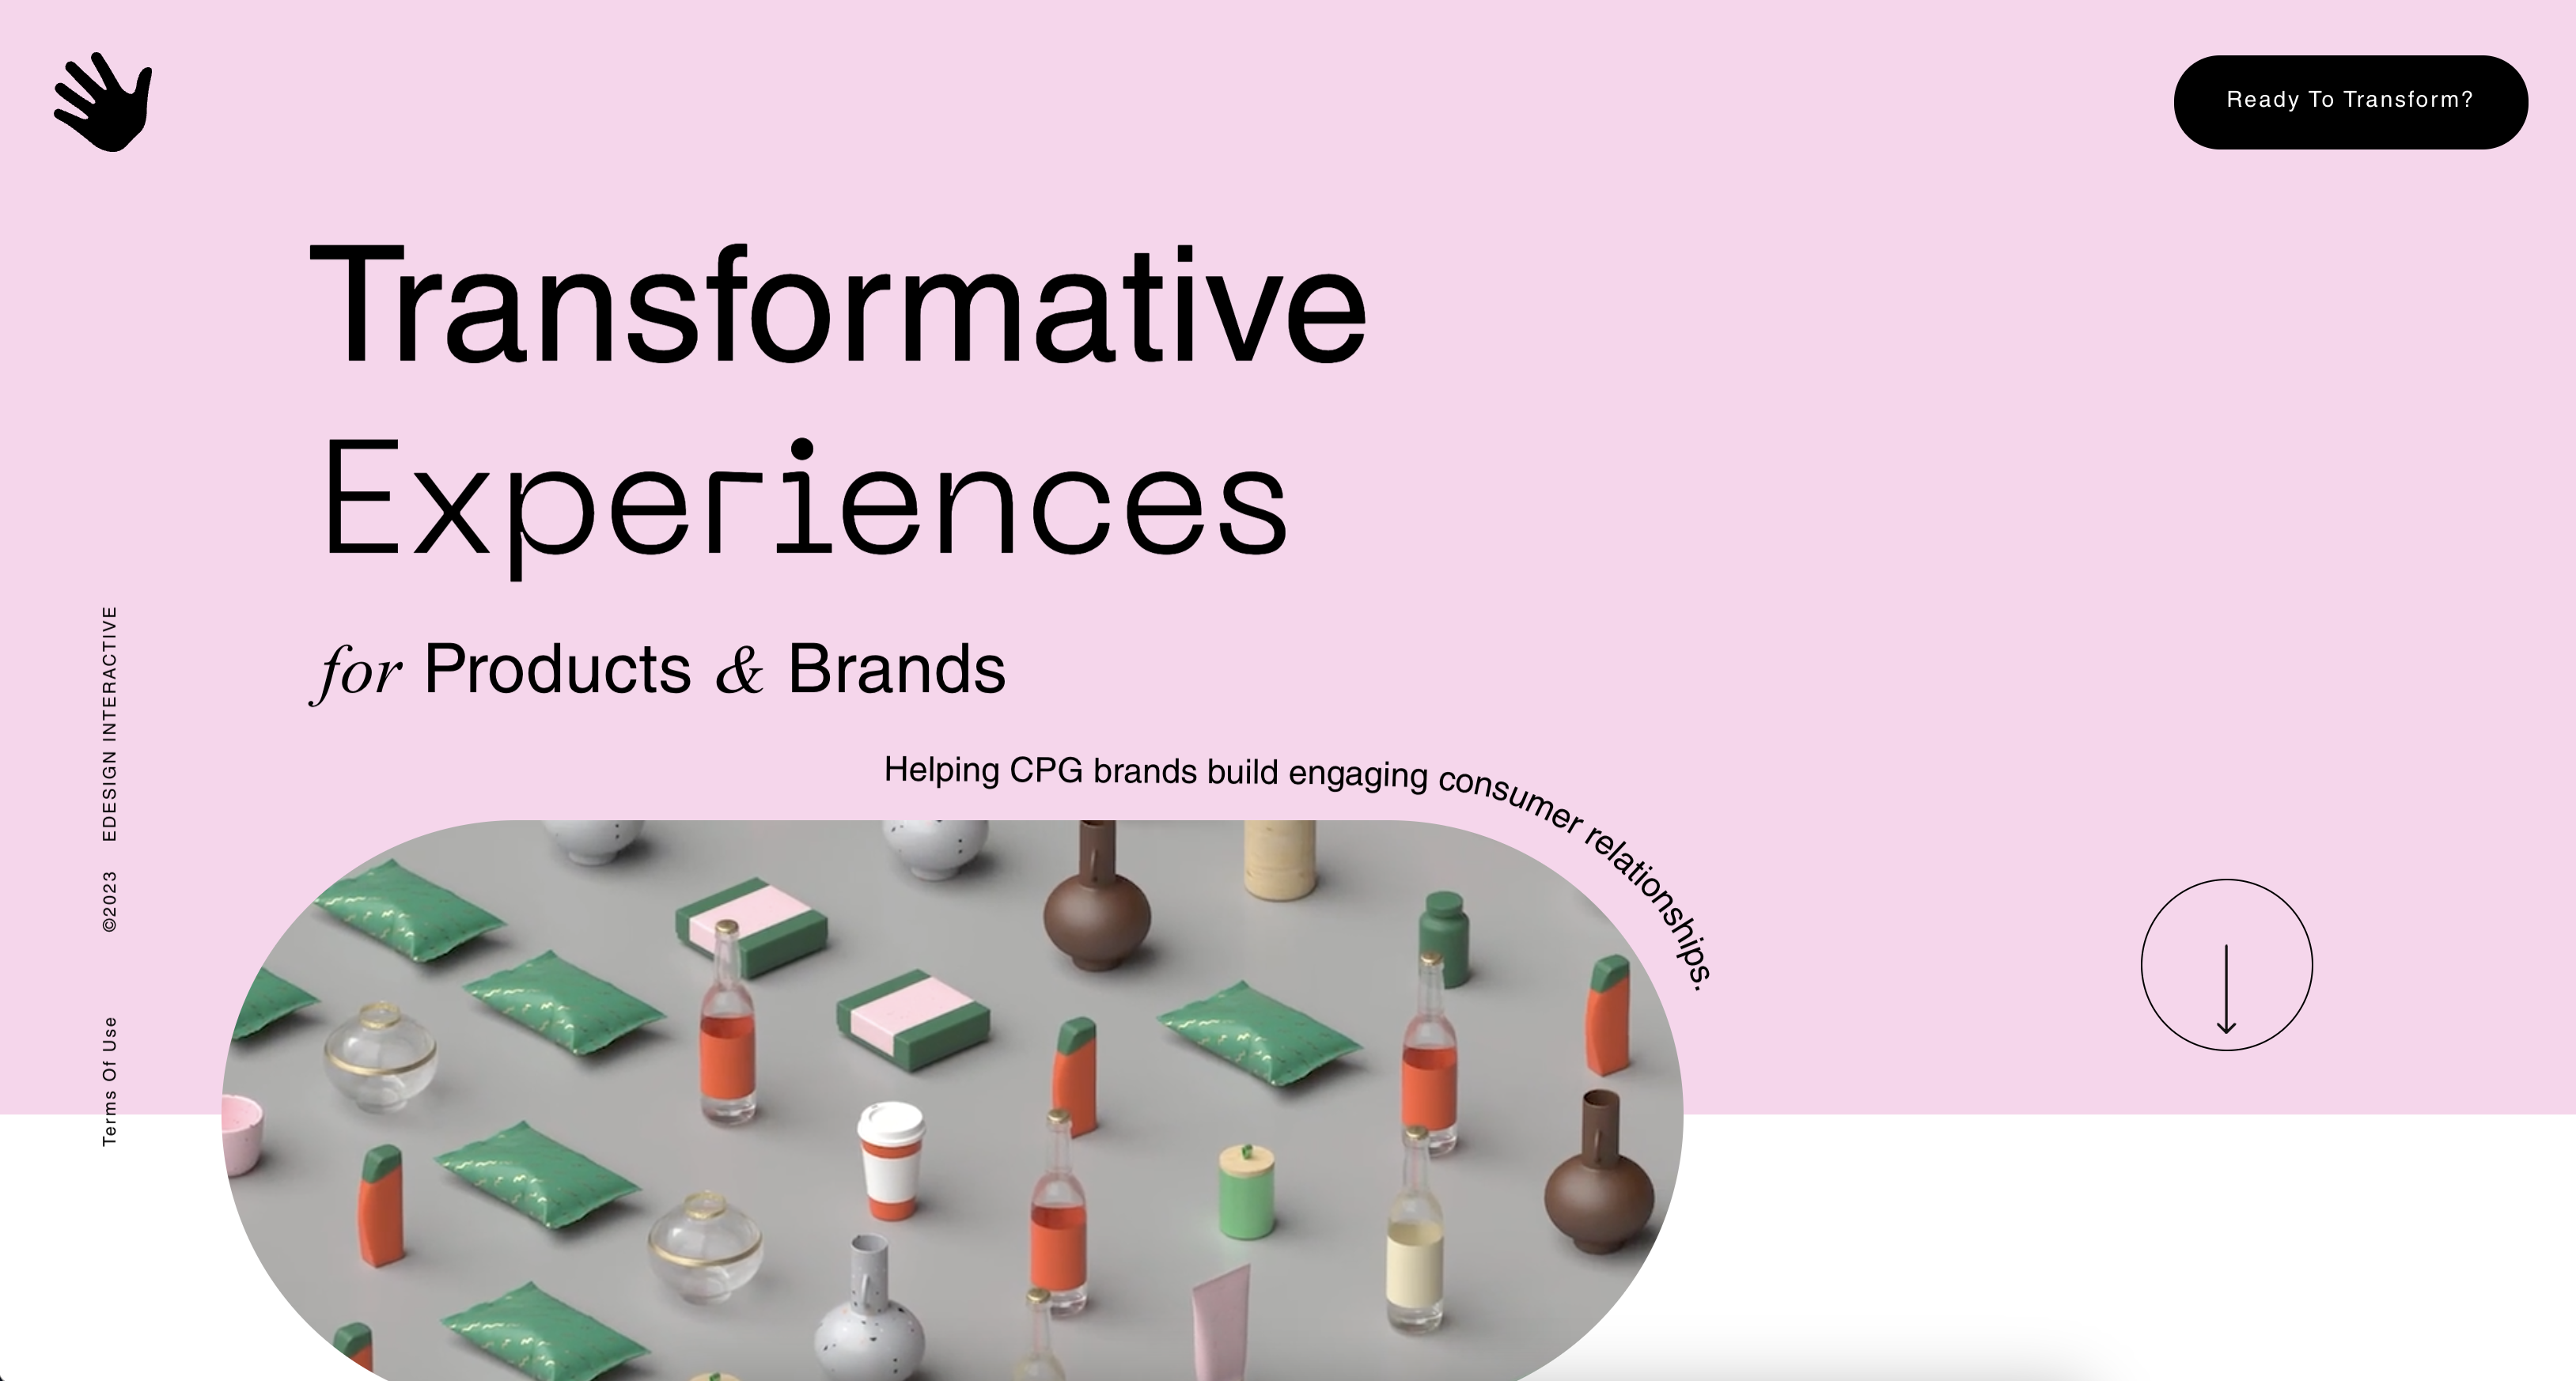 Ready To Transform?
Transformative
Experiences
for Products & Brands
Helping CPG brands build engaging consumer relationships.
Terms Of Use ©2023 EDESIGN INTERACTIVE